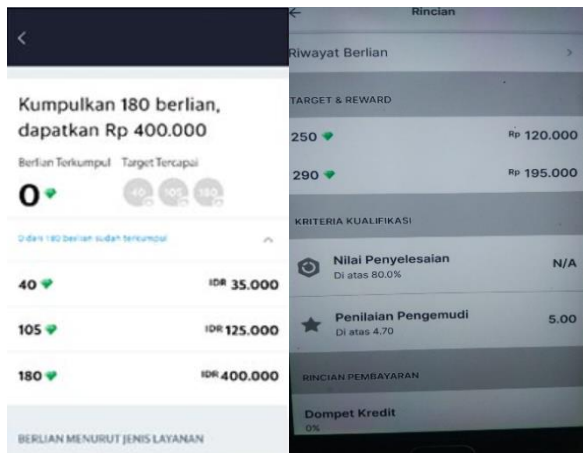 Kumpulkan 180 berlian,
dapatkan Rp 400.000
Berlian Terkumpul Target Tercapai
0
40 105 180
0 dari 180 berlian sudah terkumpul
40 IDR 35.000
105 IDR 125.000
180 IDR 400.000
BERLIAN MENURUT JENIS LAYANAN
Rincian
Riwayat Berlian
TARGET & REWARD
250 Rp 120.000
290 Rp 195.000
KRITERIA KUALIFIKASI
Nilai Penyelesaian N/A
Di atas 80.0%
Penilaian Pengemudi 5.00
Di atas 4.70
RINCIAN PEMBAYARAN
Dompet Kredit
0%